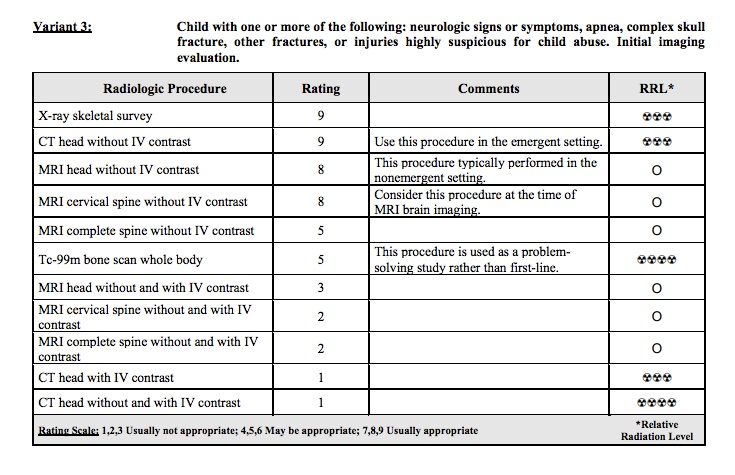 Variant 3: Child with one or more of the following: neurologic signs or symptoms, apnea, complex skull
fracture, other fractures, or injuries highly suspicious for child abuse. Initial imaging
evaluation.
Radiologic Procedure Rating Comments RRL*
X-ray skeletal survey 9 ☢☢☢
CT head without IV contrast 9 Use this procedure in the emergent setting. ☢☢☢
MRI head without IV contrast 8 This procedure typically performed in the
nonemergent setting. O
MRI cervical spine without IV contrast 8 Consider this procedure at the time of
MRI brain imaging. O
MRI complete spine without IV contrast 5 O
Tc-99m bone scan whole body 5 This procedure is used as a problem-
solving study rather than first-line. ☢☢☢☢
MRI head without and with IV contrast 3 O
MRI cervical spine without and with IV
contrast 2 O
MRI complete spine without and with IV
contrast 2 O
CT head with IV contrast 1 ☢☢☢
CT head without and with IV contrast 1 ☢☢☢☢
Rating Scale: 1,2,3 Usually not appropriate; 4,5,6 May be appropriate; 7,8,9 Usually appropriate
*Relative
Radiation Level